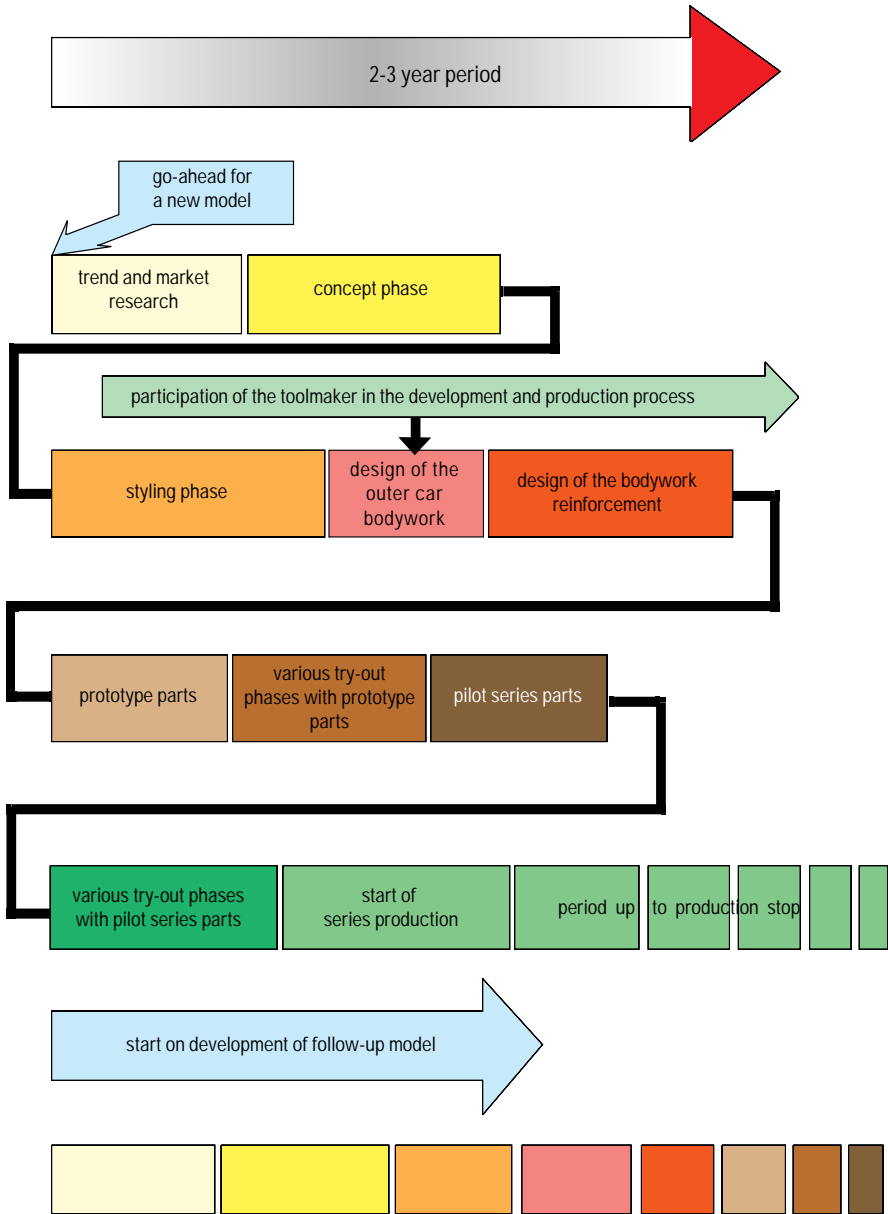 2-3 year period
go-ahead for
a new model
trend and market
research
concept phase
participation of the toolmaker in the development and production process
styling phase
design of the
outer car
bodywork
design of the bodywork
reinforcement
prototype parts
various try-out
phases with prototype
parts
pilot series parts
various try-out phases
with pilot series parts
start of
series production
period up to production stop
start on development of follow-up model